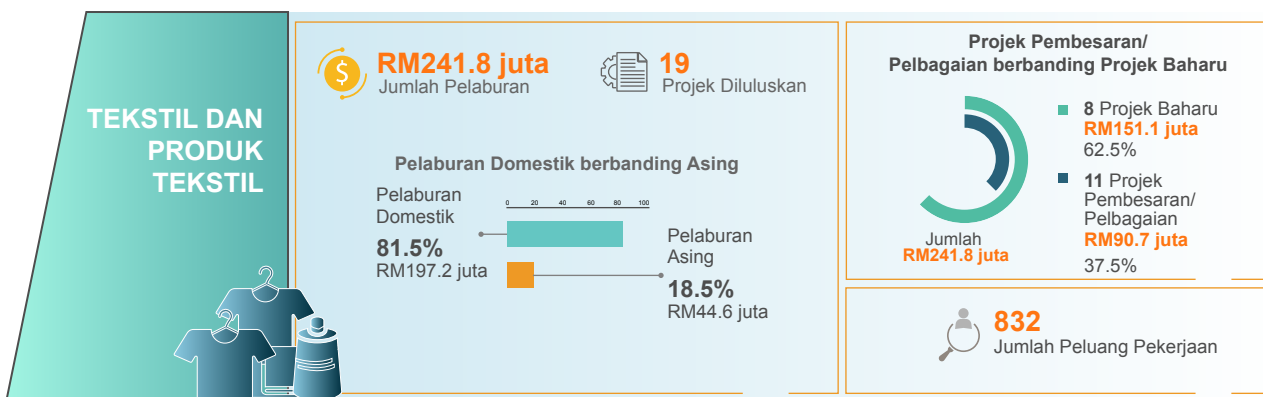 TEKSTIL DAN
PRODUK
TEKSTIL
RM241.8 juta
Jumlah Pelaburan
19
Projek Diluluskan
Pelaburan Domestik berbanding Asing
Pelaburan
Domestik
81.5%
RM197.2 juta
0 20 40 60 80 100
Pelaburan
Asing
18.5%
RM44.6 juta
Projek Pembesaran/
Pelbagaian berbanding Projek Baharu
8 Projek Baharu
RM151.1 juta
62.5%
11 Projek
Pembesaran/
Pelbagaian
RM90.7 juta
37.5%
Jumlah
RM241.8 juta
832
Jumlah Peluang Pekerjaan